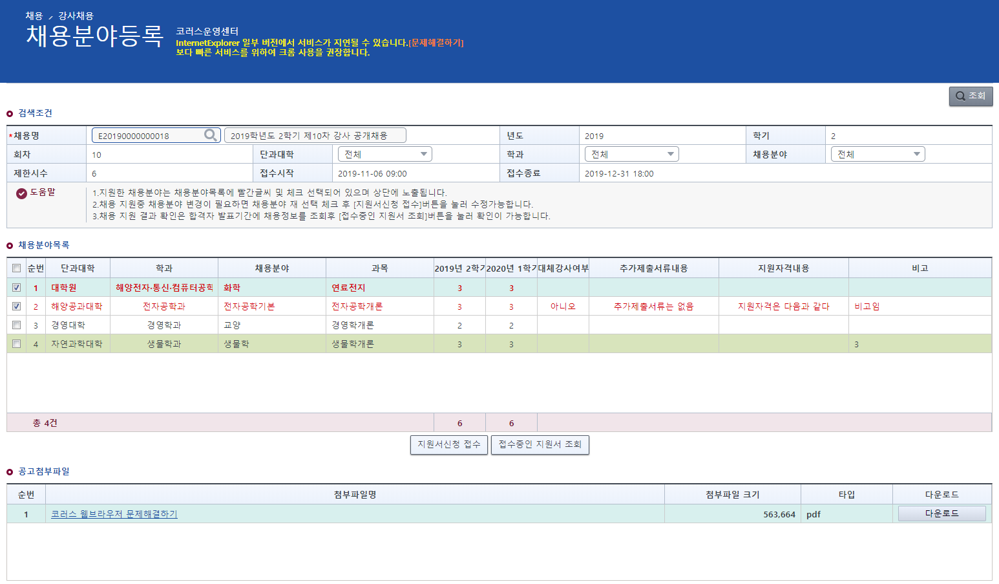 채용 / 강사채용
채용분야등록
코러스운영센터
InternetExplorer 일부 버전에서 서비스가 지연될 수 있습니다.[문제해결하기]
보다 빠른 서비스를 위하여 크롬 사용을 권장합니다.
조회
검색조건
*채용명 E20190000000018 2019학년도 2학기 제10차 강사 공개채용 년도 2019 학기 2
회차 10 단과대학 전체 학과 전체 채용분야 전체
제한시수 6 접수시작 2019-11-06 09:00 접수종료 2019-12-31 18:00
도움말
1.지원한 채용분야는 채용분야목록에 빨간글씨 및 체크 선택되어 있으며 상단에 노출됩니다.
2.채용 지원중 채용분야 변경이 필요하면 채용분야 재 선택 체크 후 [지원서신청 접수]버튼을 눌러 수정가능합니다.
3.채용 지원 결과 확인은 합격자 발표기간에 채용정보를 조회후 [접수중인 지원서 조회]버튼을 눌러 확인이 가능합니다.
채용분야목록
순번 단과대학 학과 채용분야 과목 2019년 2학기 2020년 1학기 대체강사여부 추가제출서류내용 지원자격내용 비고
1 대학원 해양전자·통신·컴퓨터공학 화학 연료전지 3 3
2 해양공과대학 전자공학과 전자공학기본 전자공학개론 3 3 아니오 추가제출서류는 없음 지원자격은 다음과 같다 비고임
3 경영대학 경영학과 교양 경영학개론 2 2
4 자연과학대학 생물학과 생물학 생물학개론 3 3 3
총 4건 6 6
지원서신청 접수 접수중인 지원서 조회
공고첨부파일
순번 첨부파일명 첨부파일 크기 타입 다운로드
1 코러스 웹브라우저 문제해결하기 563,664 pdf 다운로드